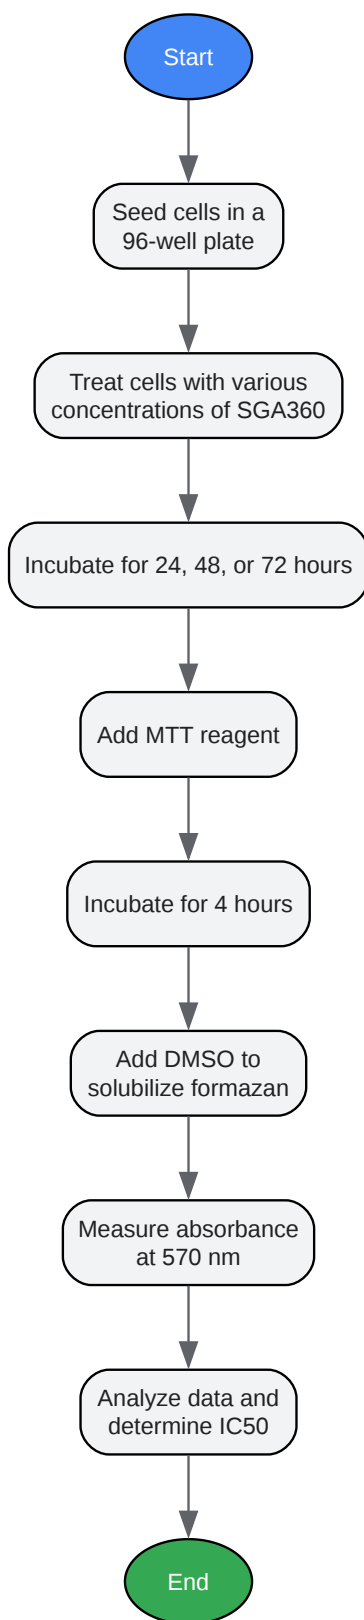 Start
Seed cells in a
96-well plate
Treat cells with various
concentrations of SGA360
Incubate for 24, 48, or 72 hours
Add MTT reagent
Incubate for 4 hours
Add DMSO to
solubilize formazan
Measure absorbance
at 570 nm
Analyze data and
determine IC50
End